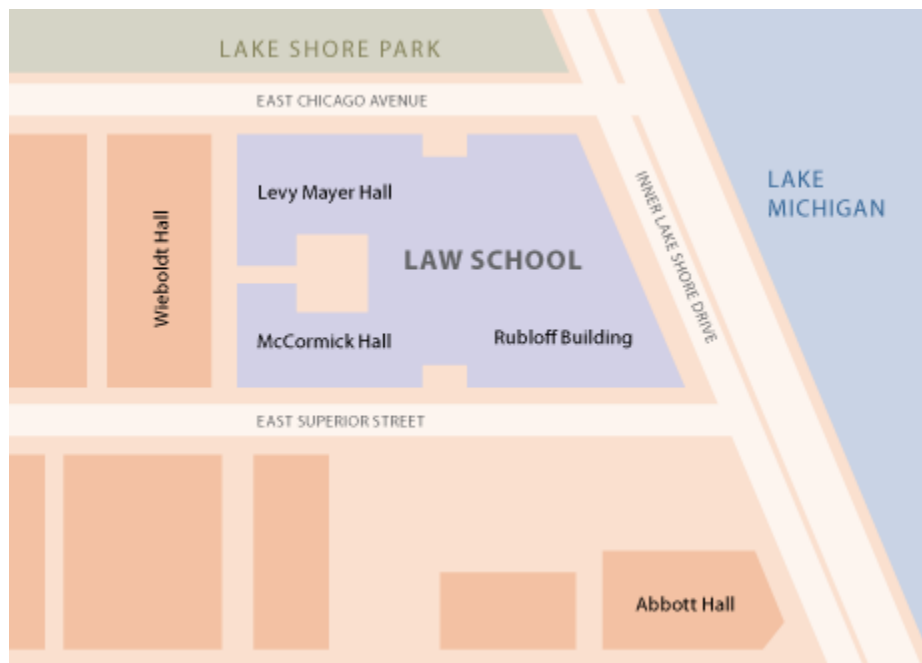 LAKE SHORE PARK
EAST CHICAGO AVENUE
Levy Mayer Hall
LAKE
MICHIGAN
INNER LAKE SHORE DRIVE
Wieboldt Hall
LAW SCHOOL
McCormick Hall
Rubloff Building
EAST SUPERIOR STREET
Abbott Hall